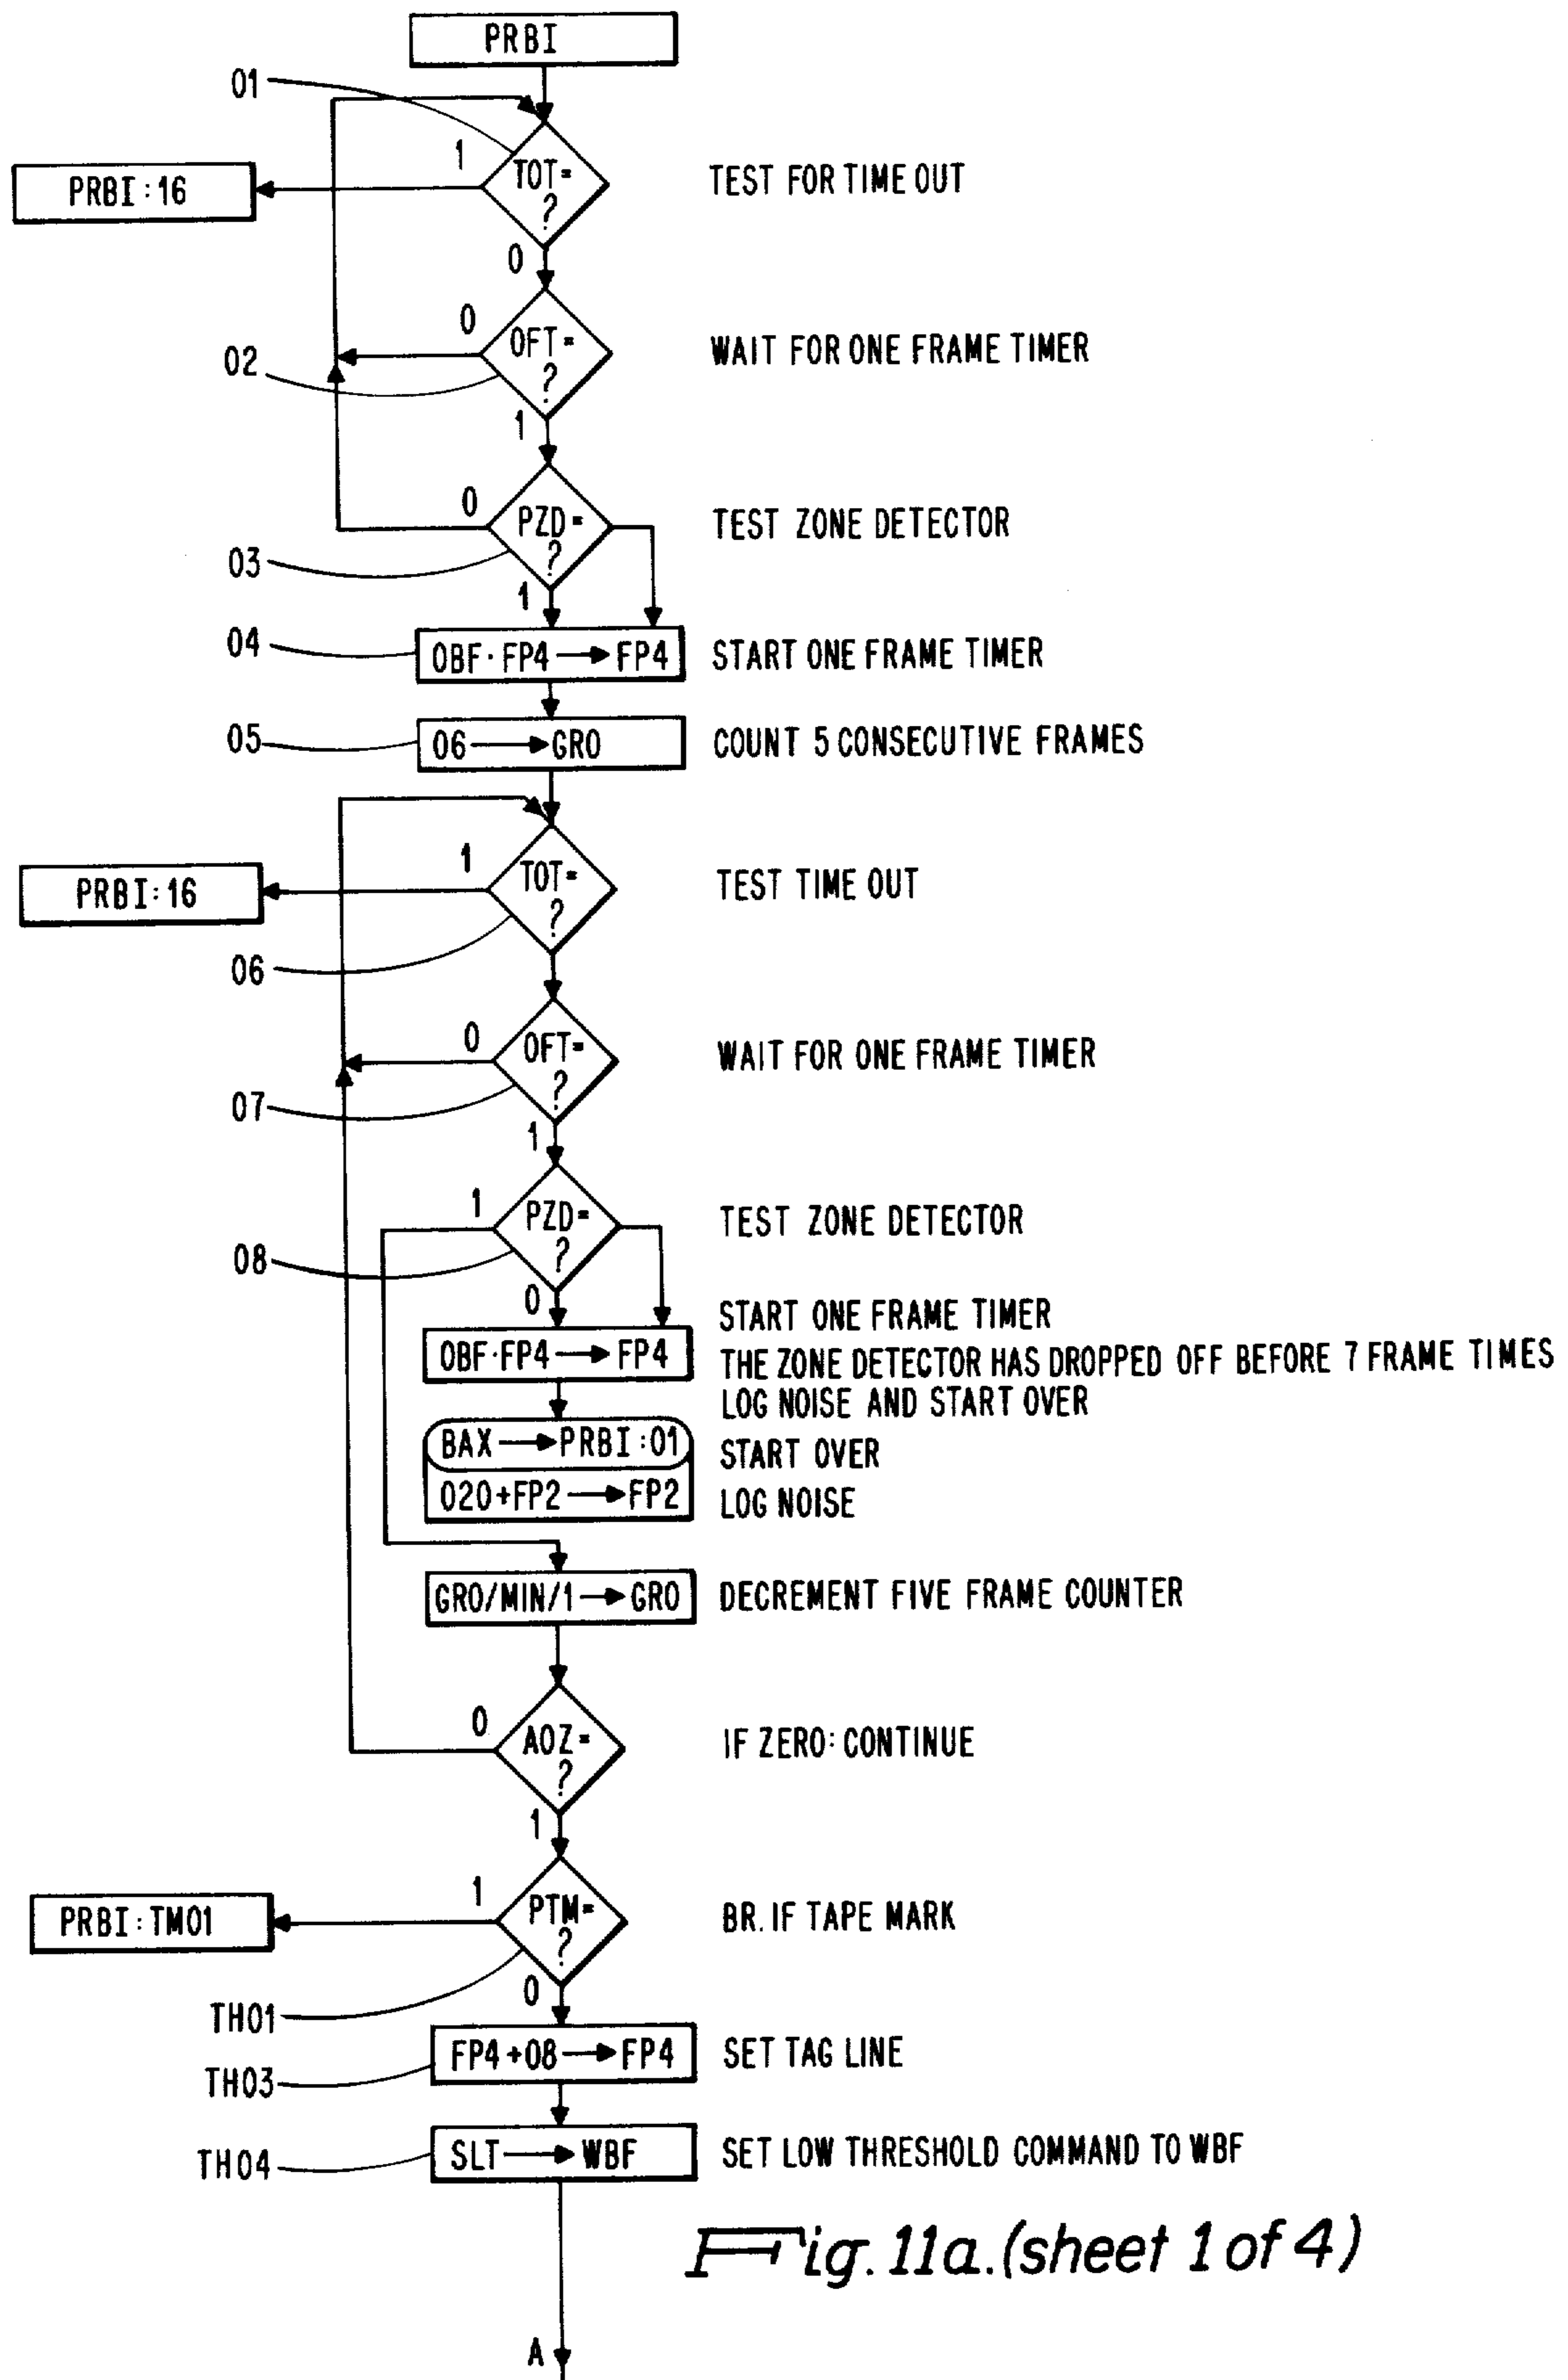 PRBI
01
1
TOT=
?
TEST FOR TIME OUT
PRBI:16
0
0
OFT=
?
WAIT FOR ONE FRAME TIMER
02
1
0
PZD=
?
TEST ZONE DETECTOR
03
1
04
OBF·FP4 → FP4
START ONE FRAME TIMER
05
06 → GRO
COUNT 5 CONSECUTIVE FRAMES
1
TOT=
?
TEST TIME OUT
PRBI:16
06
0
OFT=
?
WAIT FOR ONE FRAME TIMER
07
1
1
PZD=
?
TEST ZONE DETECTOR
08
0
START ONE FRAME TIMER
OBF·FP4 → FP4
THE ZONE DETECTOR HAS DROPPED OFF BEFORE 7 FRAME TIMES
LOG NOISE AND START OVER
BAX → PRBI:01
START OVER
020+FP2 → FP2
LOG NOISE
GRO/MIN/1 → GRO
DECREMENT FIVE FRAME COUNTER
0
AOZ=
?
IF ZERO: CONTINUE
1
1
PTM=
?
BR. IF TAPE MARK
PRBI:TM01
0
TH01
FP4+08 → FP4
SET TAG LINE
TH03
SLT → WBF
SET LOW THRESHOLD COMMAND TO WBF
TH04
Fig. 11a. (sheet 1 of 4)
A